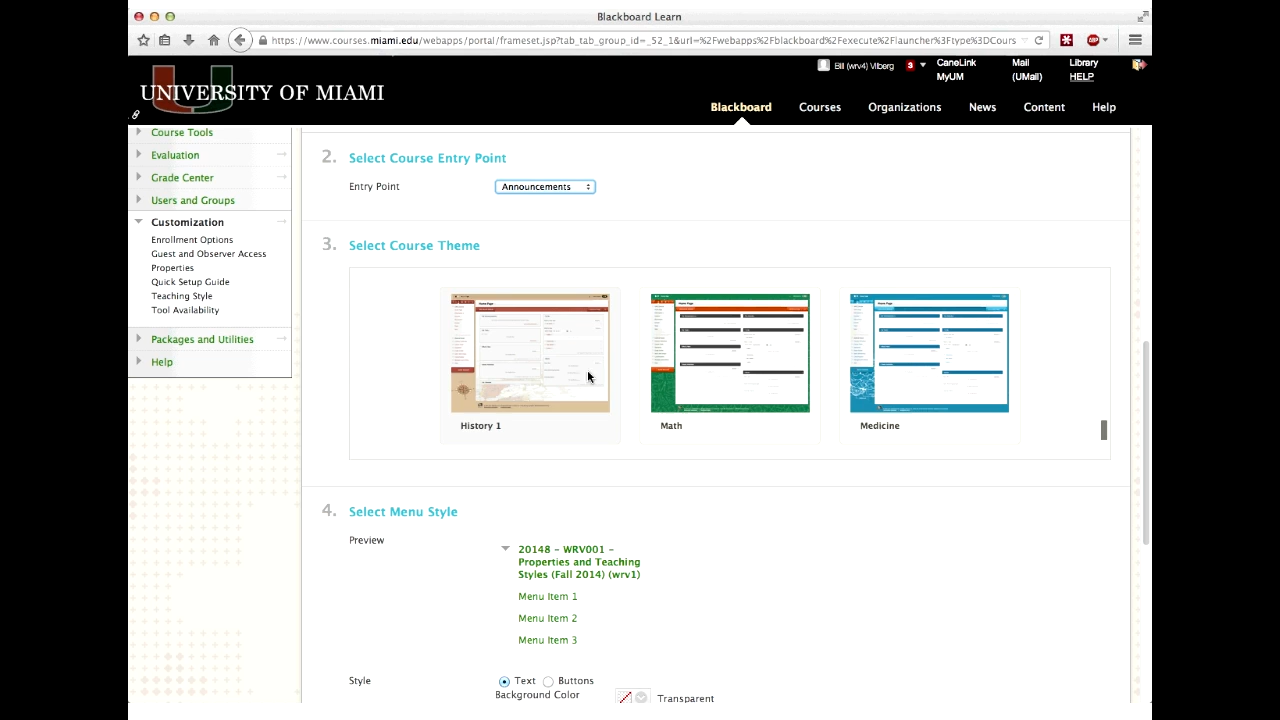 Blackboard Learn
https://www.courses.miami.edu/webapps/portal/frameset.jsp?tab_tab_group_id=_52_1&url=%2Fwebapps%2Fblackboard%2Fexecute%2Flauncher%3Ftype%3DCours
UNIVERSITY OF MIAMI
Bill (wrv4) Vilberg 3
CaneLink
MyUM
Mail
(UMail)
Library
HELP
Blackboard Courses Organizations News Content Help
Course Tools
Evaluation
Grade Center
Users and Groups
Customization
Enrollment Options
Guest and Observer Access
Properties
Quick Setup Guide
Teaching Style
Tool Availability
Packages and Utilities
Help
2. Select Course Entry Point
Entry Point Announcements
3. Select Course Theme
History 1 Math Medicine
4. Select Menu Style
Preview
20148 - WRV001 -
Properties and Teaching
Styles (Fall 2014) (wrv1)
Menu Item 1
Menu Item 2
Menu Item 3
Style Text Buttons
Background Color Transparent